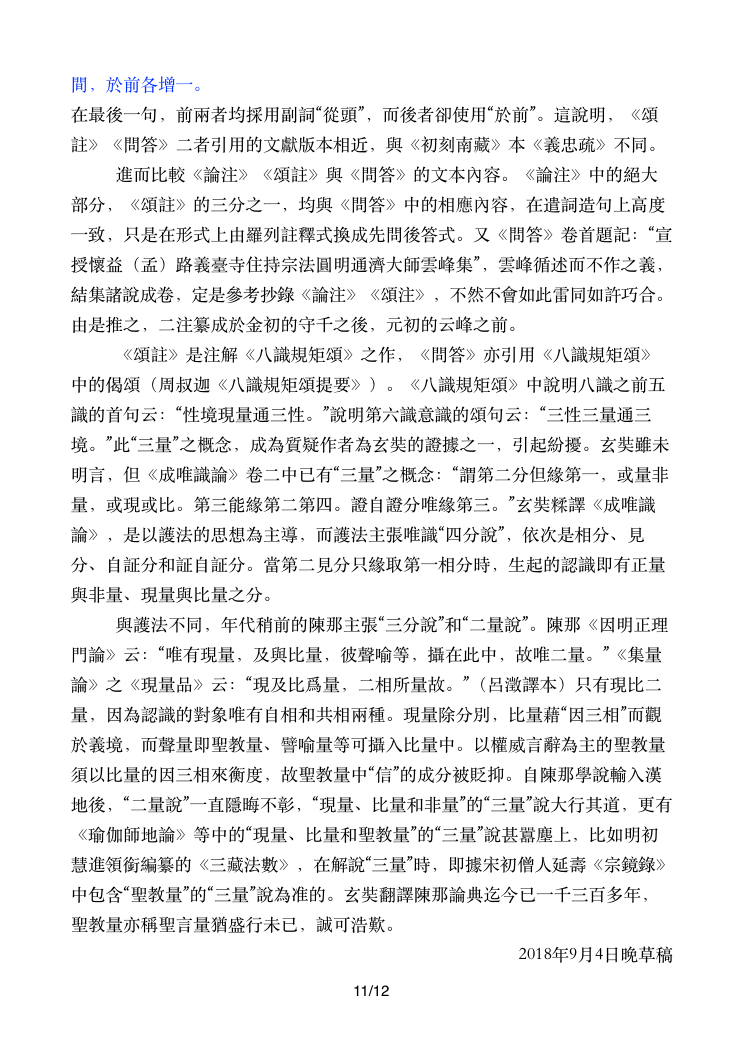 間，於前各增一。
在最後一句，前兩者均採用副詞“從頭”，而後者卻使用“於前”。這說明，《頌
註》《問答》二者引用的文獻版本相近，與《初刻南藏》本《義忠疏》不同。
進而比較《論注》《頌註》與《問答》的文本內容。《論注》中的絕大
部分，《頌註》的三分之一，均與《問答》中的相應內容，在遣詞造句上高度
一致，只是在形式上由羅列註釋式換成先問後答式。又《問答》卷首題記：“宣
授懷益（孟）路義臺寺住持宗法圓明通濟大師雲峰集”，雲峰循述而不作之義，
結集諸說成卷，定是參考抄錄《論注》《頌注》，不然不會如此雷同如許巧合。
由是推之，二注纂成於金初的守千之後，元初的云峰之前。
《頌註》是注解《八識規矩頌》之作，《問答》亦引用《八識規矩頌》
中的偈頌（周叔迦《八識規矩頌提要》）。《八識規矩頌》中說明八識之前五
識的首句云：“性境現量通三性。”說明第六識意識的頌句云：“三性三量通三
境。”此“三量”之概念，成為質疑作者為玄奘的證據之一，引起紛擾。玄奘雖未
明言，但《成唯識論》卷二中已有“三量”之概念：“謂第二分但緣第一，或量非
量，或現或比。第三能緣第二第四。證自證分唯緣第三。”玄奘糅譯《成唯識
論》，是以護法的思想為主導，而護法主張唯識“四分說”，依次是相分、見
分、自証分和証自証分。當第二見分只緣取第一相分時，生起的認識即有正量
與非量、現量與比量之分。
與護法不同，年代稍前的陳那主張“三分說”和“二量說”。陳那《因明正理
門論》云：“唯有現量，及與比量，彼聲喻等，攝在此中，故唯二量。”《集量
論》之《現量品》云：“現及比爲量，二相所量故。”（呂澂譯本）只有現比二
量，因為認識的對象唯有自相和共相兩種。現量除分別，比量藉“因三相”而觀
於義境，而聲量即聖教量、譬喻量等可攝入比量中。以權威言辭為主的聖教量
須以比量的因三相來衡度，故聖教量中“信”的成分被貶抑。自陳那學說輸入漢
地後，“二量說”一直隱晦不彰，“現量、比量和非量”的“三量”說大行其道，更有
《瑜伽師地論》等中的“現量、比量和聖教量”的“三量”說甚囂塵上，比如明初
慧進領銜編纂的《三藏法數》，在解說“三量”時，即據宋初僧人延壽《宗鏡錄》
中包含“聖教量”的“三量”說為准的。玄奘翻譯陳那論典迄今已一千三百多年，
聖教量亦稱聖言量猶盛行未已，誠可浩歎。
2018年9月4日晚草稿
11/12